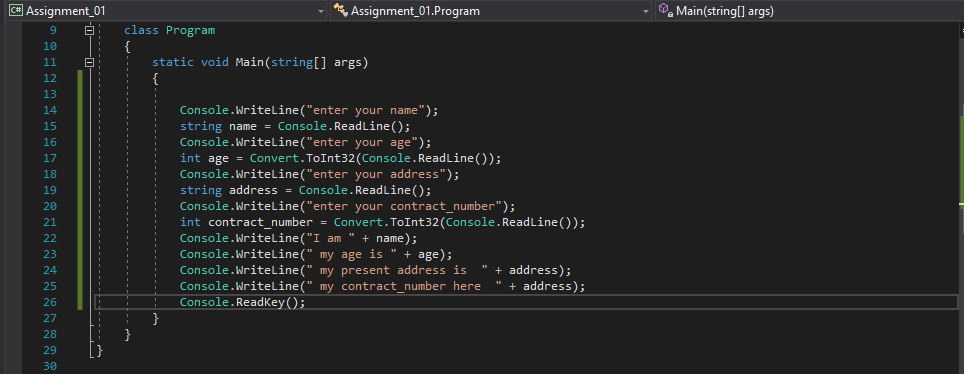 C# Assignment_01 Assignment_01.Program Main(string[] args)
9 class Program
10 {
11 static void Main(string[] args)
12 {
13
14 Console.WriteLine("enter your name");
15 string name = Console.ReadLine();
16 Console.WriteLine("enter your age");
17 int age = Convert.ToInt32(Console.ReadLine());
18 Console.WriteLine("enter your address");
19 string address = Console.ReadLine();
20 Console.WriteLine("enter your contract_number");
21 int contract_number = Convert.ToInt32(Console.ReadLine());
22 Console.WriteLine("I am " + name);
23 Console.WriteLine(" my age is " + age);
24 Console.WriteLine(" my present address is  " + address);
25 Console.WriteLine(" my contract_number here  " + address);
26 Console.ReadKey();
27 }
28 }
29 }
30